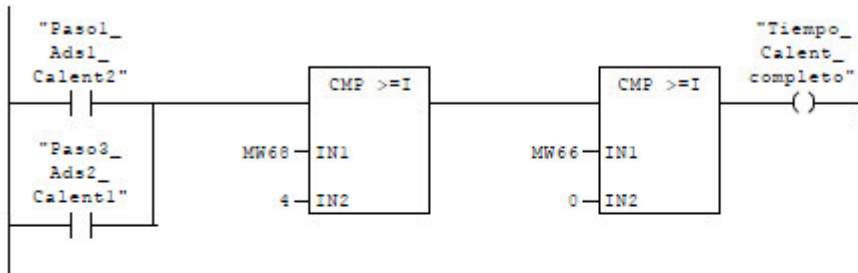 "Paso1_
Ads1_
Calent2"
"Tiempo_
Calent_
completo"
CMP >=I
CMP >=I
"Paso3_
Ads2_
Calent1"
MW68 IN1
MW66 IN1
4 IN2
0 IN2